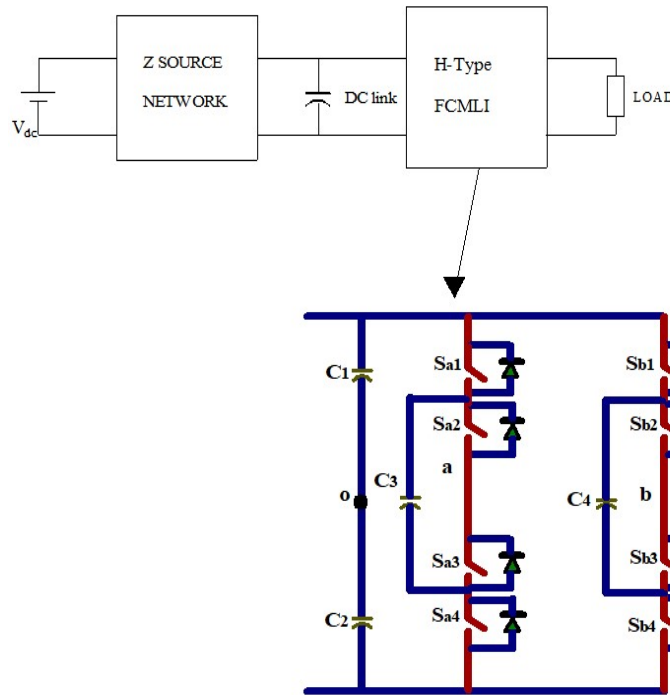 Z SOURCE
NETWORK
Vdc
DC link
H-Type
FCMLI
LOAD
C1
Sa1
Sb1
Sa2
Sb2
C3
a
C4
b
o
Sa3
Sb3
C2
Sa4
Sb4